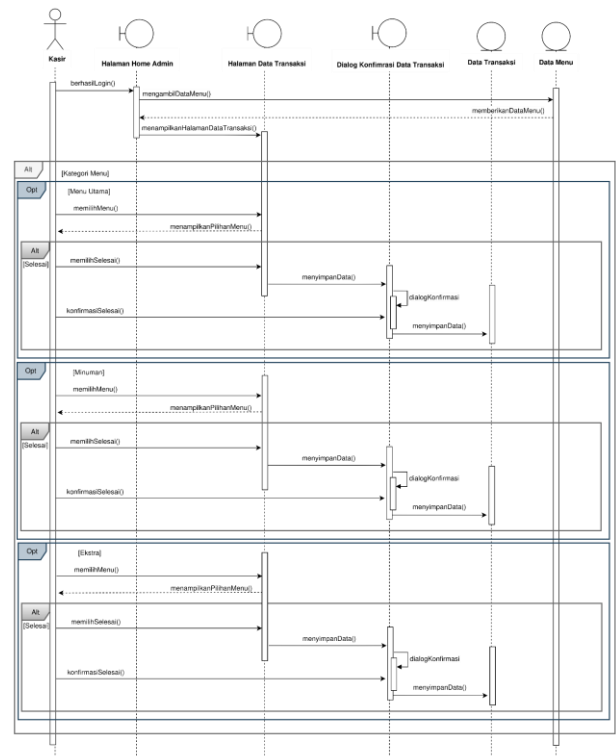 Kasir
Halaman Home Admin
Halaman Data Transaksi
Dialog Konfimrasi Data Transaksi
Data Transaksi
Data Menu
berhasilLogin()
mengambilDataMenu()
memberikanDataMenu()
menampilkanHalamanDataTransaksi()
Alt
[Kategori Menu]
Opt
[Menu Utama]
memilihMenu()
menampilkanPilihanMenu()
Alt
[Selesai]
memilihSelesai()
menyimpanData()
dialogKonfirmasi
konfirmasiSelesai()
menyimpanData()
Opt
[Minuman]
memilihMenu()
menampilkanPilihanMenu()
Alt
[Selesai]
memilihSelesai()
menyimpanData()
dialogKonfirmasi
konfirmasiSelesai()
menyimpanData()
Opt
[Ekstra]
memilihMenu()
menampilkanPilihanMenu()
Alt
[Selesai]
memilihSelesai()
menyimpanData()
dialogKonfirmasi
konfirmasiSelesai()
menyimpanData()